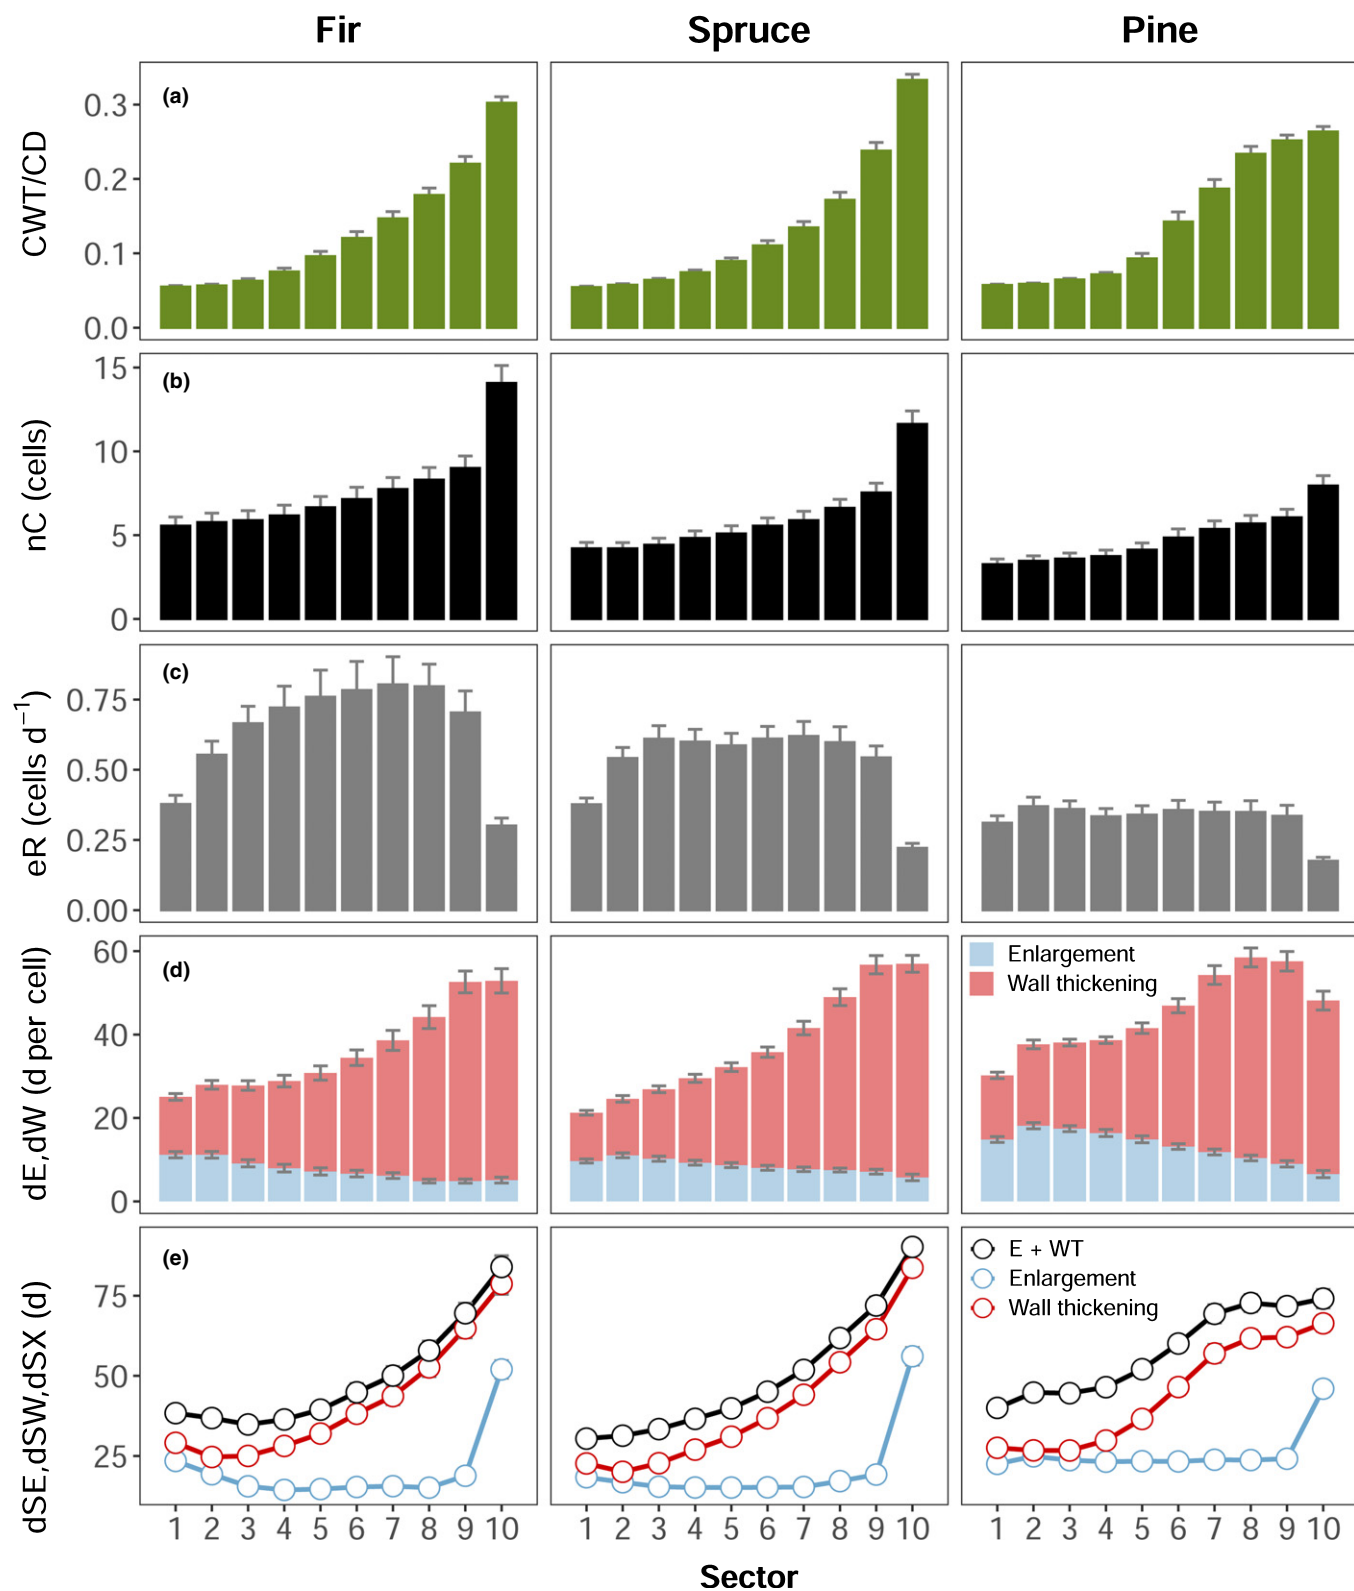 Fir Spruce Pine
(a)
CWT/CD
0.3
0.2
0.1
0.0
(b)
nC (cells)
15
10
5
0
(c)
eR (cells d⁻¹)
0.75
0.50
0.25
0.00
(d)
dE,dW (d per cell)
60
40
20
0
Enlargement
Wall thickening
(e)
dSE,dSW,dSX (d)
75
50
25
E + WT
Enlargement
Wall thickening
1 2 3 4 5 6 7 8 9 10 1 2 3 4 5 6 7 8 9 10 1 2 3 4 5 6 7 8 9 10
Sector